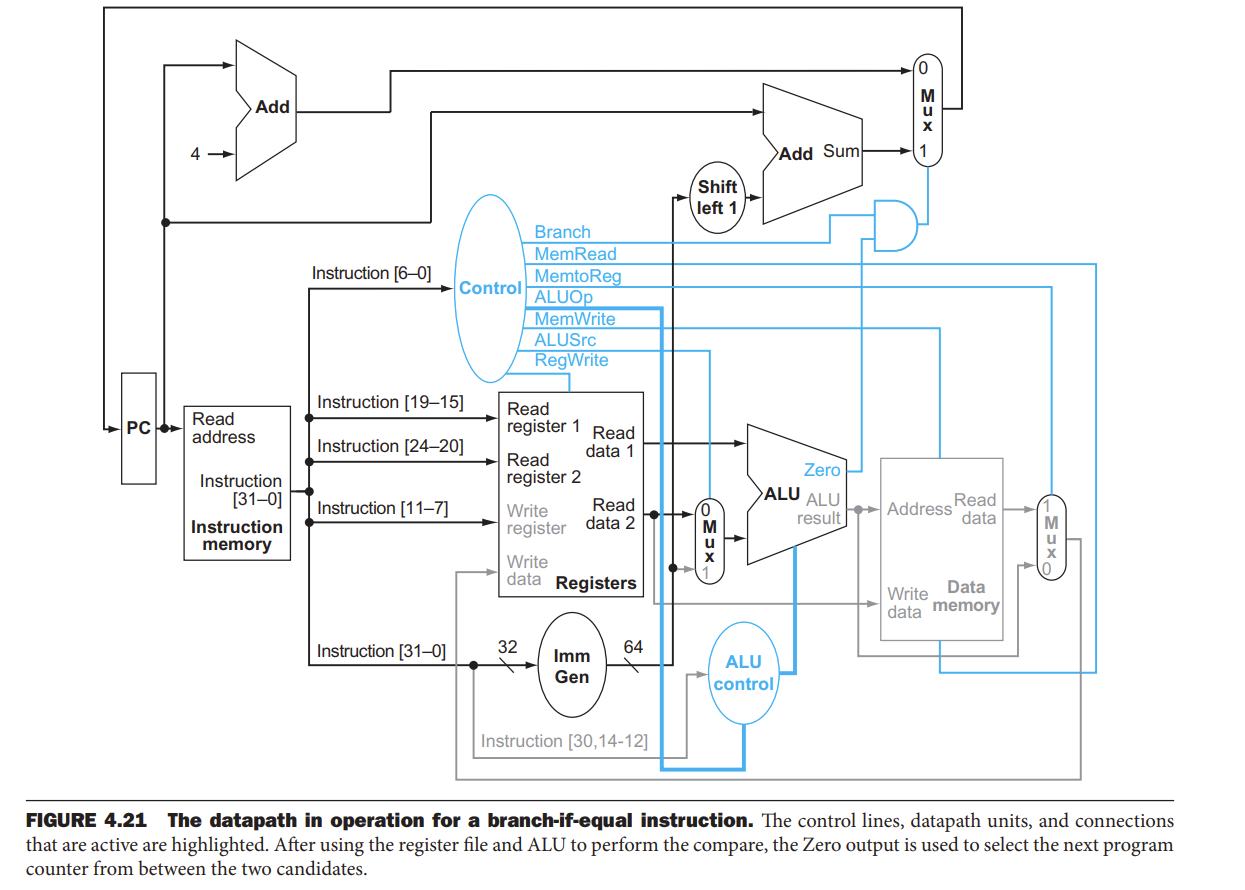 Add
4
0
M
u
x
1
Add Sum
Shift
left 1
Branch
MemRead
MemtoReg
ALUOp
MemWrite
ALUSrc
RegWrite
Control
Instruction [6–0]
PC
Read
address
Instruction
[31–0]
Instruction
memory
Instruction [19–15]
Instruction [24–20]
Instruction [11–7]
Instruction [31–0]
Read
register 1
Read
register 2
Write
register
Write
data
Read
data 1
Read
data 2
Registers
0
M
u
x
1
Zero
ALU
ALU
result
Address
Read
data
Write
data
Data
memory
1
M
u
x
0
32
Imm
Gen
64
ALU
control
Instruction [30,14-12]
FIGURE 4.21 The datapath in operation for a branch-if-equal instruction. The control lines, datapath units, and connections
that are active are highlighted. After using the register file and ALU to perform the compare, the Zero output is used to select the next program
counter from between the two candidates.